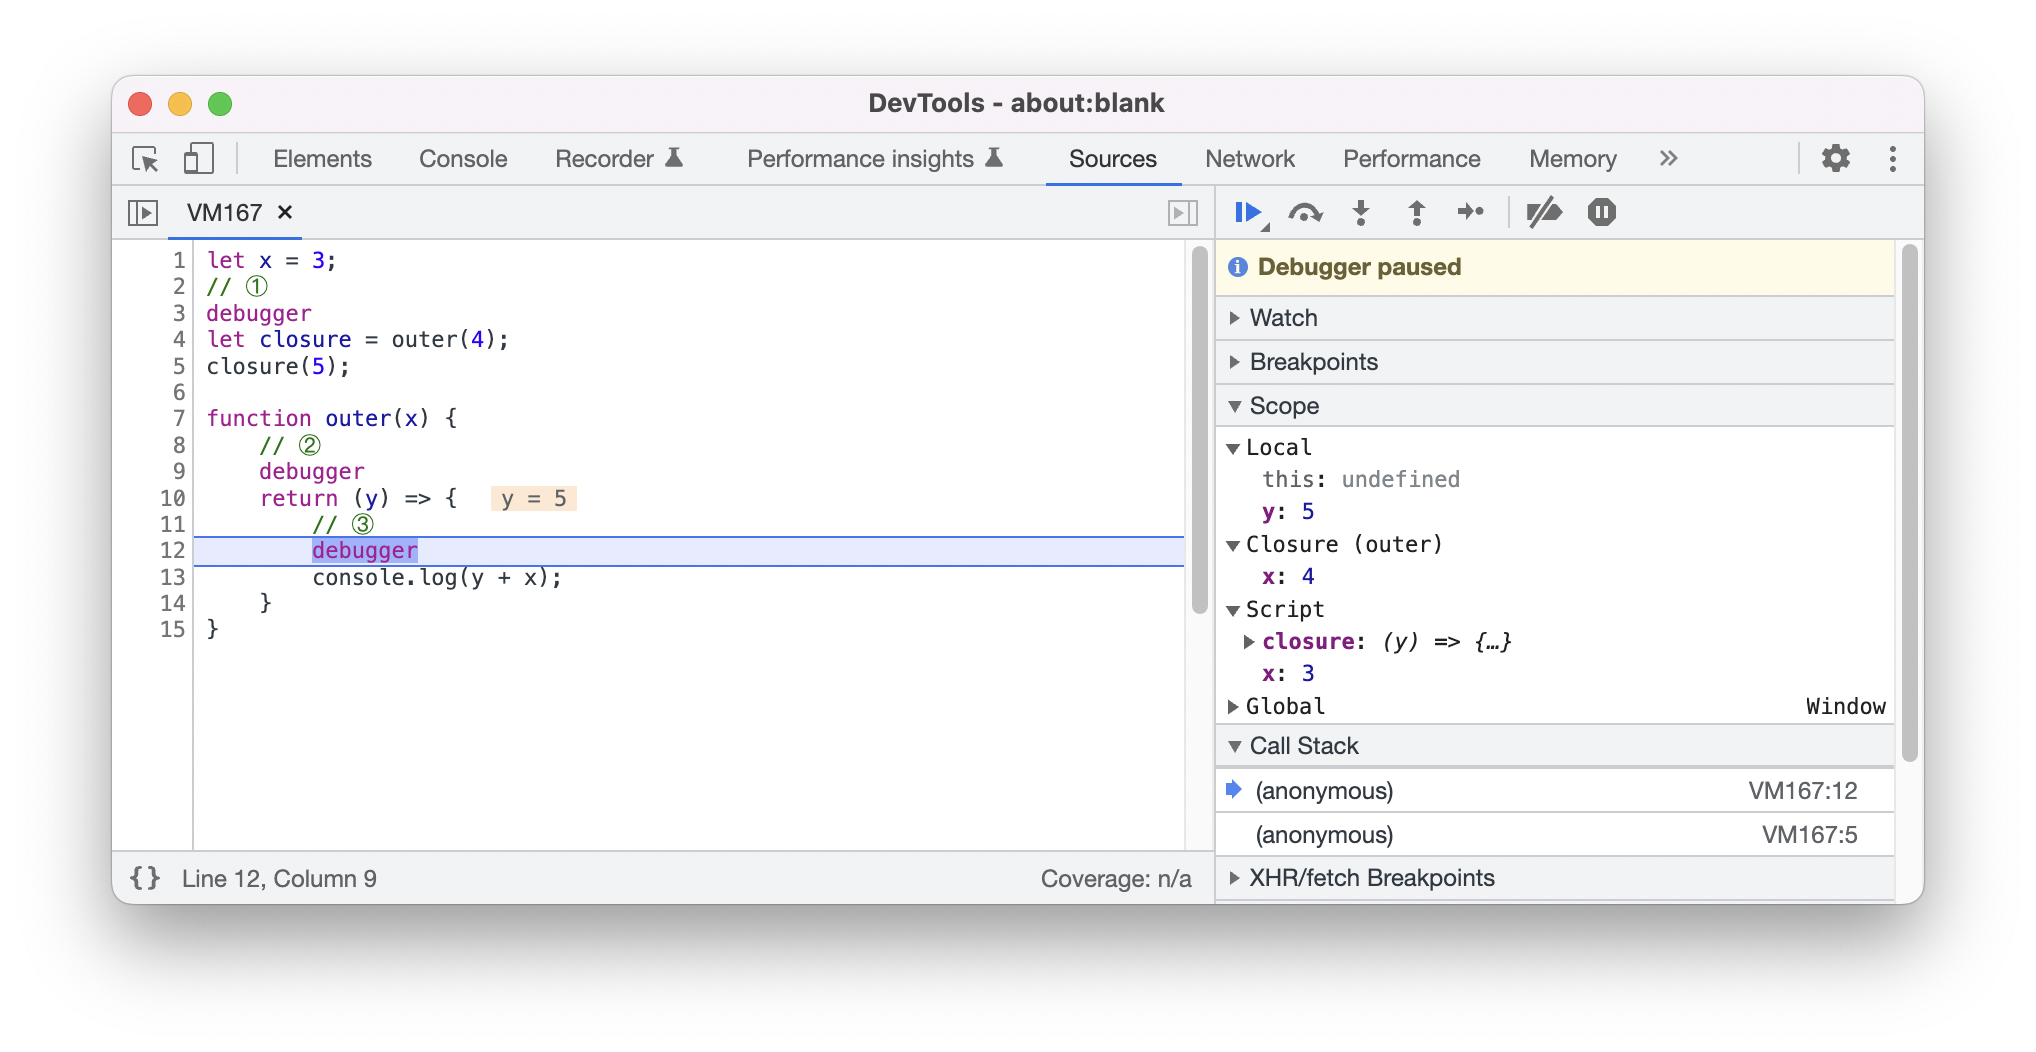 DevTools - about:blank
Elements Console Recorder Performance insights Sources Network Performance Memory »
VM167 ×
1 let x = 3;
2 // ①
3 debugger
4 let closure = outer(4);
5 closure(5);
6
7 function outer(x) {
8     // ②
9     debugger
10     return (y) => { y = 5
11         // ③
12         debugger
13         console.log(y + x);
14     }
15 }
{} Line 12, Column 9 Coverage: n/a
Debugger paused
Watch
Breakpoints
Scope
Local
this: undefined
y: 5
Closure (outer)
x: 4
Script
closure: (y) => {…}
x: 3
Global Window
Call Stack
(anonymous) VM167:12
(anonymous) VM167:5
XHR/fetch Breakpoints